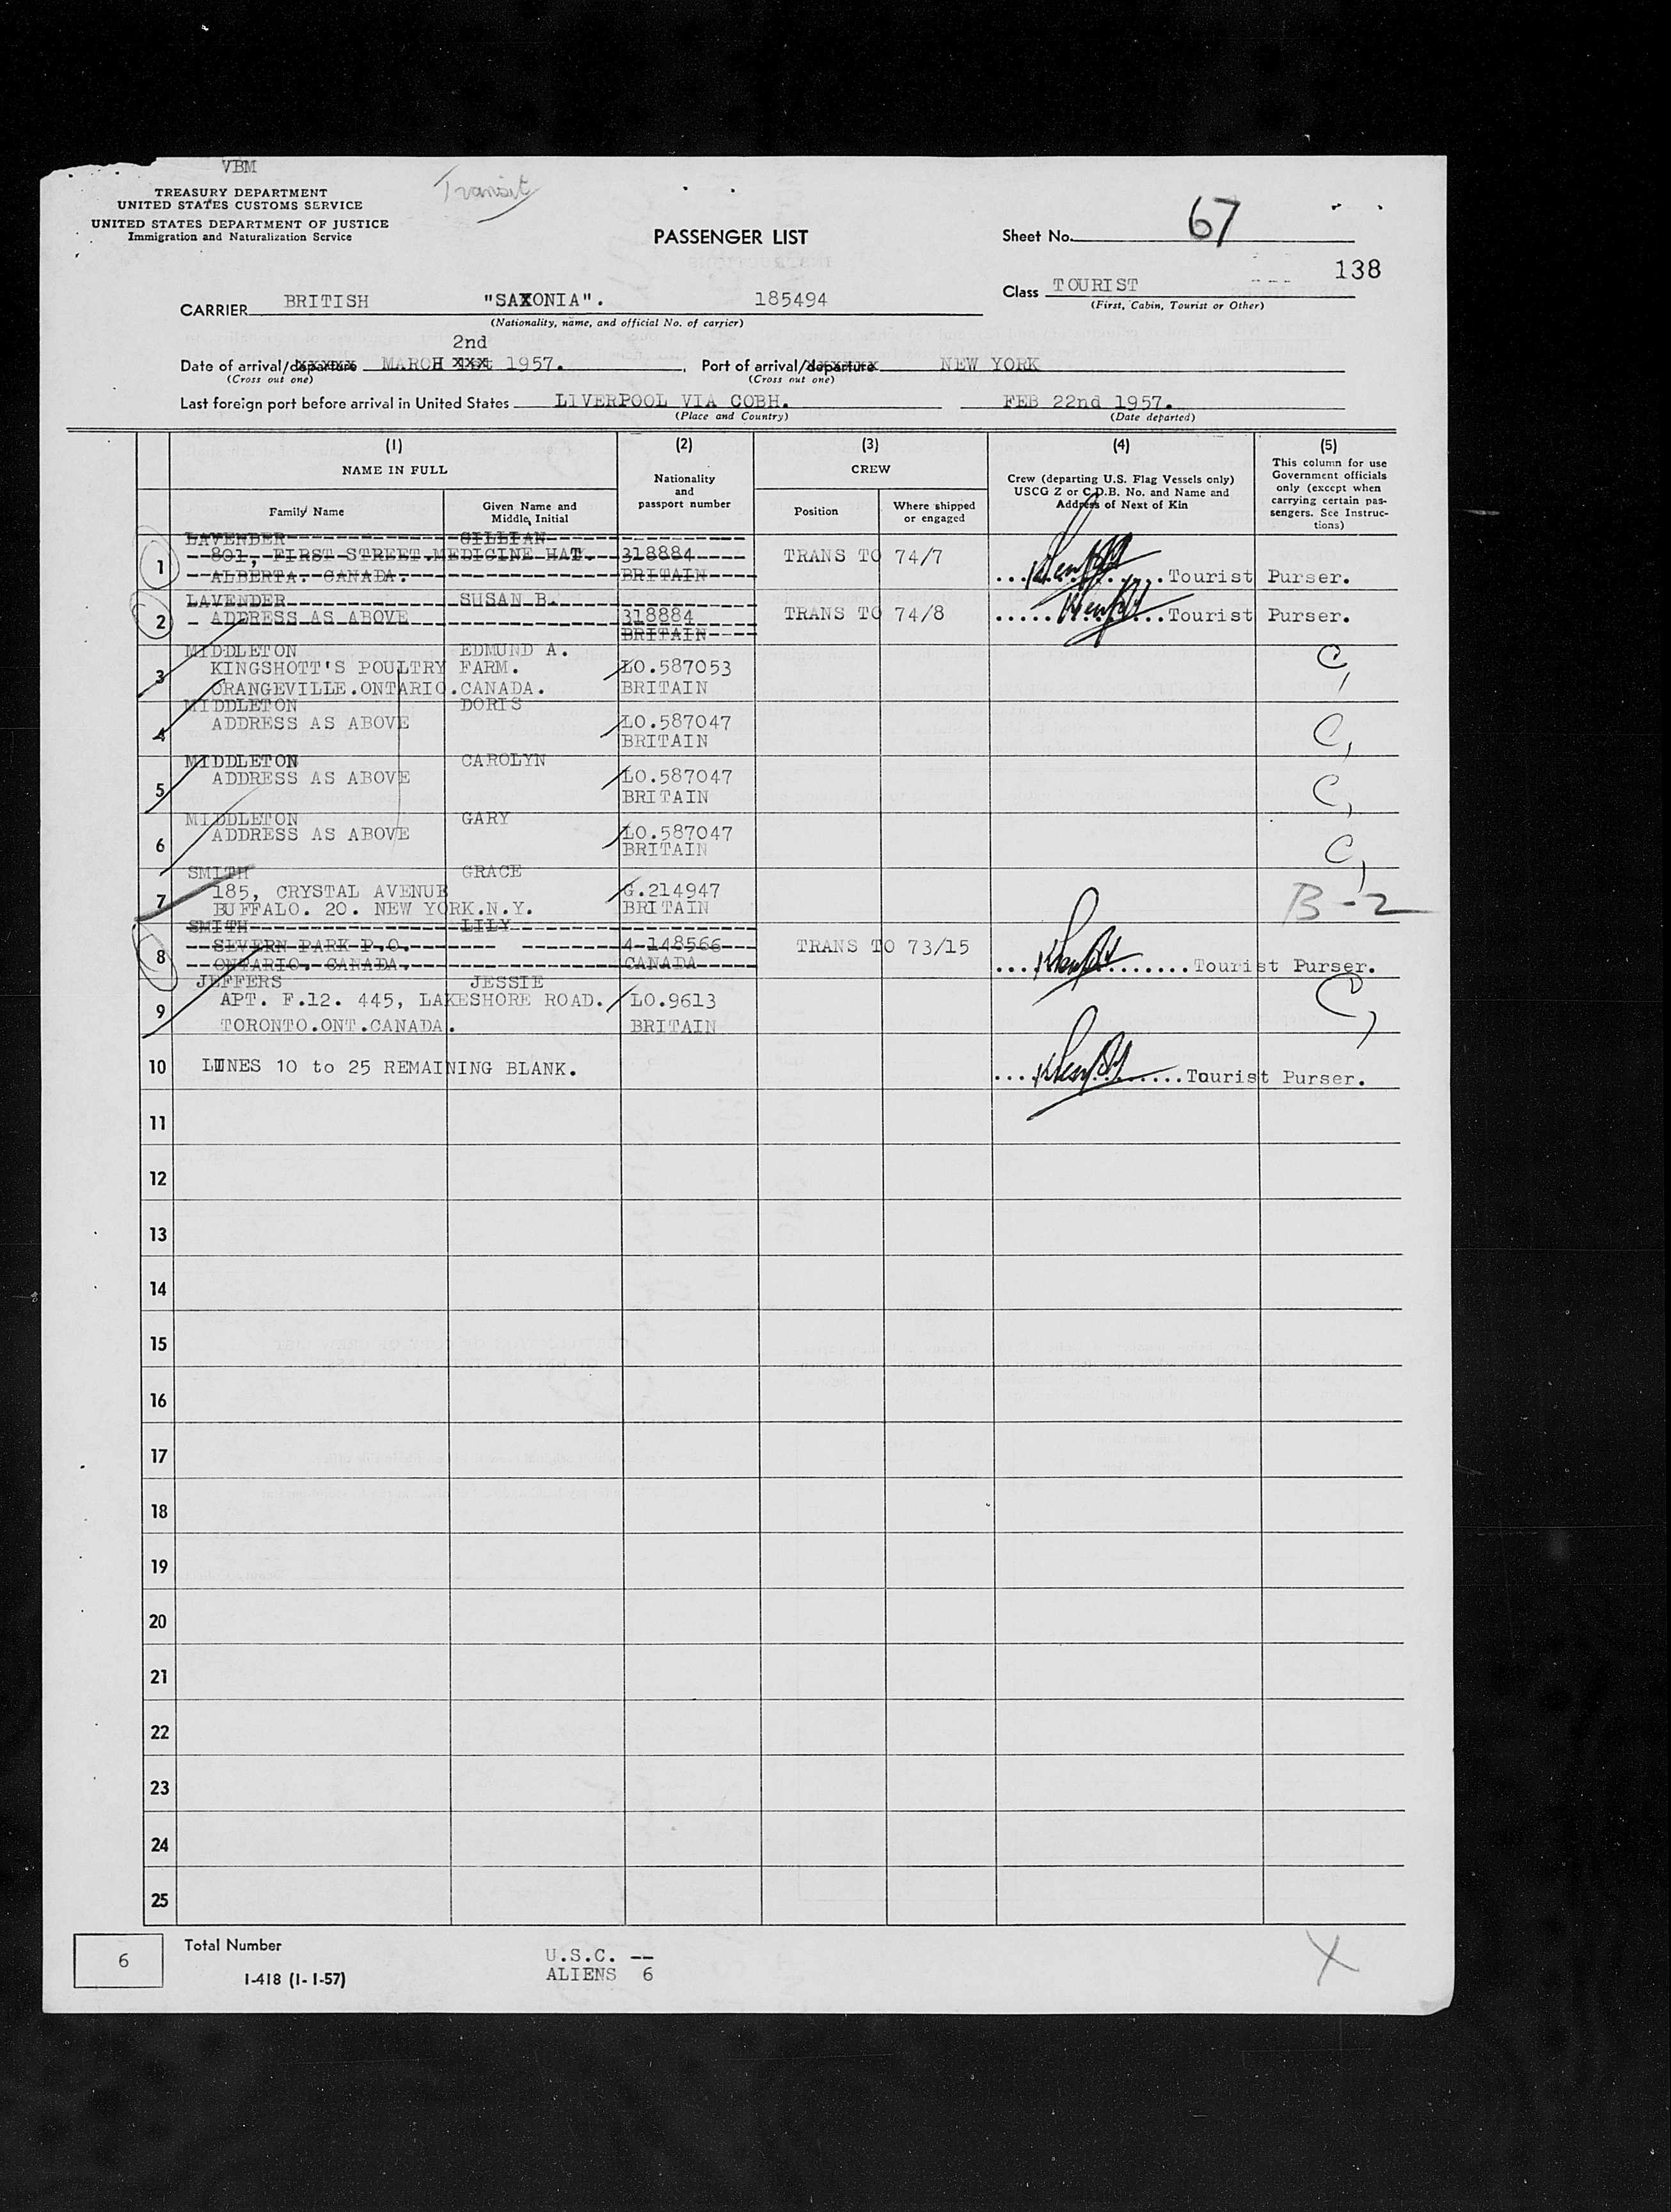 VBM
TREASURY DEPARTMENT
UNITED STATES CUSTOMS SERVICE
UNITED STATES DEPARTMENT OF JUSTICE
Immigration and Naturalization Service
Transit
PASSENGER LIST
Sheet No. 67
138
Class TOURIST
(First, Cabin, Tourist or Other)
CARRIER BRITISH "SAXONIA". 185494
(Nationality, name, and official No. of carrier)
2nd
Date of arrival/departure MARCH xxx 1957. , Port of arrival/departure NEW YORK
(Cross out one) (Cross out one)
Last foreign port before arrival in United States LIVERPOOL VIA COBH. FEB 22nd 1957.
(Place and Country) (Date departed)
(1) (2) (3) (4) (5)
NAME IN FULL
Family Name
Given Name and Middle Initial
Nationality and passport number
CREW
Position
Where shipped or engaged
Crew (departing U.S. Flag Vessels only) USCG Z or C.D.B. No. and Name and Address of Next of Kin
This column for use Government officials only (except when carrying certain passengers. See Instructions)
LAVENDER GILLIAN
1 801, FIRST STREET.MEDICINE HAT. 318884 TRANS TO 74/7
ALBERTA. CANADA. BRITAIN Tourist Purser.
LAVENDER SUSAN B.
2 ADDRESS AS ABOVE 318884 TRANS TO 74/8 Tourist Purser.
BRITAIN
MIDDLETON EDMUND A.
3 KINGSHOTT'S POULTRY FARM. LO.587053 C,
ORANGEVILLE.ONTARIO.CANADA. BRITAIN
MIDDLETON DORIS
4 ADDRESS AS ABOVE LO.587047 C,
BRITAIN
MIDDLETON CAROLYN
5 ADDRESS AS ABOVE LO.587047 C,
BRITAIN
MIDDLETON GARY
6 ADDRESS AS ABOVE LO.587047 C,
BRITAIN
SMITH GRACE
7 185, CRYSTAL AVENUE G.214947 B-2
BUFFALO. 20. NEW YORK.N.Y. BRITAIN
SMITH LILY
8 SEVERN PARK P.O. 4-148566 TRANS TO 73/15
ONTARIO. CANADA. CANADA Tourist Purser.
JEFFERS JESSIE
9 APT. F.12. 445, LAKESHORE ROAD. LO.9613 C,
TORONTO.ONT.CANADA. BRITAIN
10 LINES 10 to 25 REMAINING BLANK. Tourist Purser.
11
12
13
14
15
16
17
18
19
20
21
22
23
24
25
6 Total Number
I-418 (1-1-57)
U.S.C. --
ALIENS 6
X